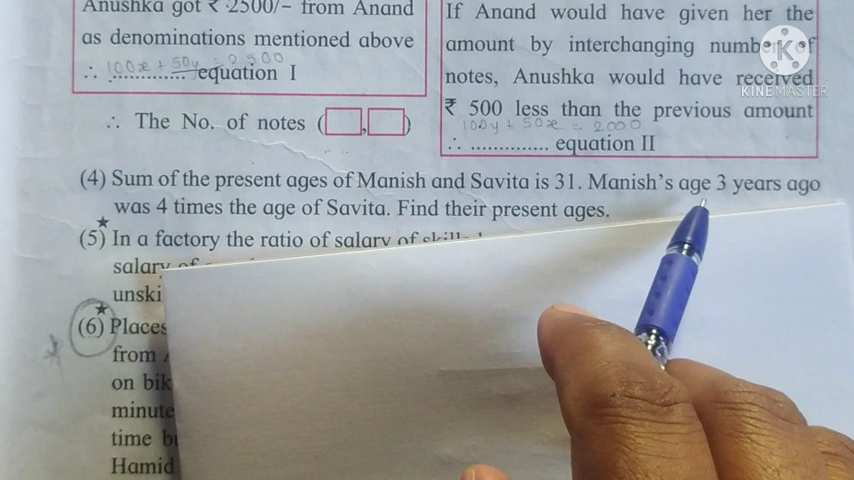 Anushka got ₹ 2500/- from Anand
as denominations mentioned above
100x + 50y = 2500
∴ .............. equation I
∴ The No. of notes ( , )
If Anand would have given her the
amount by interchanging number of
notes, Anushka would have received
₹ 500 less than the previous amount
100y + 50x = 2000
∴ .............. equation II
KINEMASTER
(4) Sum of the present ages of Manish and Savita is 31. Manish's age 3 years ago
was 4 times the age of Savita. Find their present ages.
(5) In a factory the ratio of salary of
salary of
unski
(6) Places
from
on bik
minute
time
Hamid